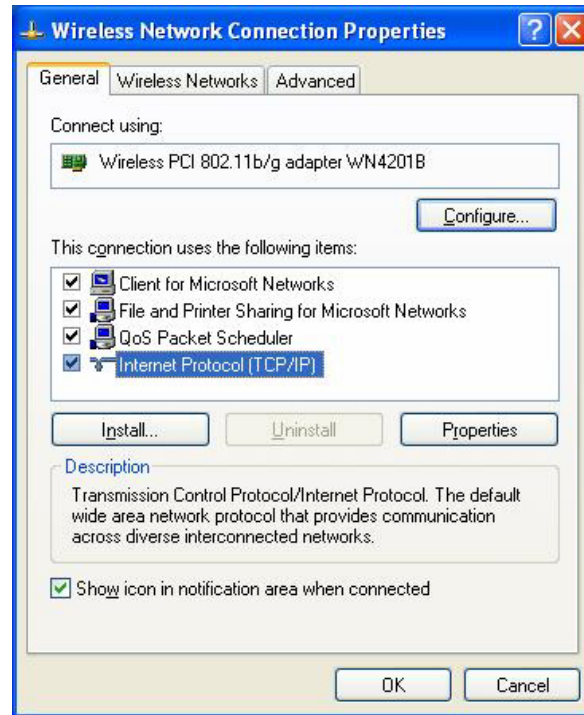 Wireless Network Connection Properties
General
Wireless Networks
Advanced
Connect using:
Wireless PCI 802.11b/g adapter WN4201B
Configure...
This connection uses the following items:
Client for Microsoft Networks
File and Printer Sharing for Microsoft Networks
QoS Packet Scheduler
Internet Protocol (TCP/IP)
Install...
Uninstall
Properties
Description
Transmission Control Protocol/Internet Protocol. The default
wide area network protocol that provides communication
across diverse interconnected networks.
Show icon in notification area when connected
OK
Cancel